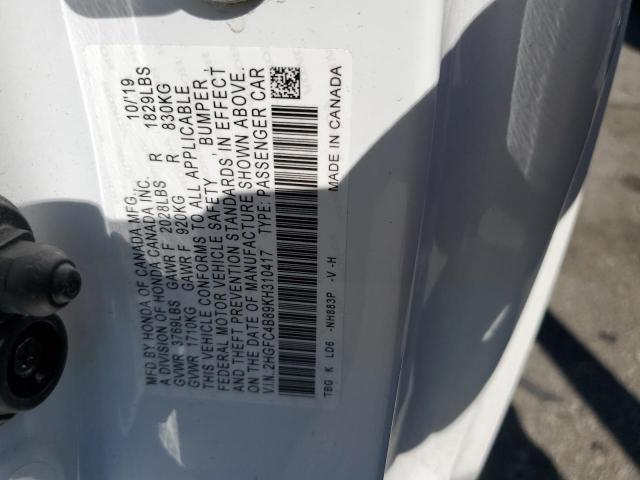 MFD BY HONDA OF CANADA MFG. 10/'19
A DIVISION OF HONDA CANADA INC.
GVWR 3769LBS GAWR F 2028LBS R 1829LBS
GVWR 1710KG GAWR F 920KG R 830KG
THIS VEHICLE CONFORMS TO ALL APPLICABLE
FEDERAL MOTOR VEHICLE SAFETY , BUMPER ,
AND THEFT PREVENTION STANDARDS IN EFFECT
ON THE DATE OF MANUFACTURE SHOWN ABOVE.
V.I.N. 2HGFC4B89KH310417 TYPE: PASSENGER CAR
TBG K LD6 -NH883P -V-H MADE IN CANADA